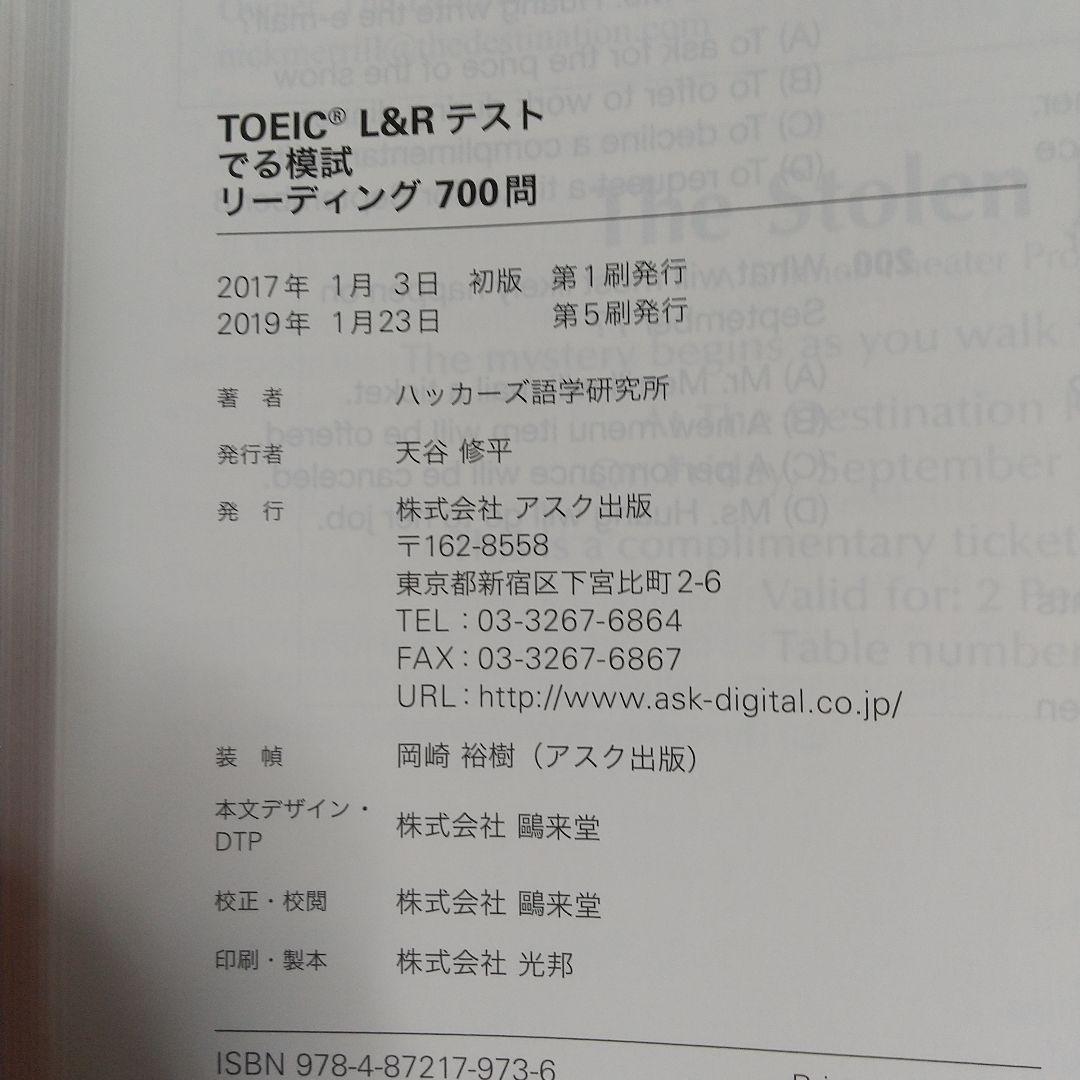 TOEIC® L&R テスト
でる模試
リーディング 700問
2017年 1月 3日 初版 第1刷発行
2019年 1月23日 第5刷発行
著 者 ハッカーズ語学研究所
発行者 天谷 修平
発 行 株式会社 アスク出版
〒162-8558
東京都新宿区下宮比町2-6
TEL:03-3267-6864
FAX:03-3267-6867
URL:http://www.ask-digital.co.jp/
装 幀 岡崎 裕樹(アスク出版)
本文デザイン・
DTP 株式会社 鷗来堂
校正・校閲 株式会社 鷗来堂
印刷・製本 株式会社 光邦
ISBN 978-4-87217-973-6